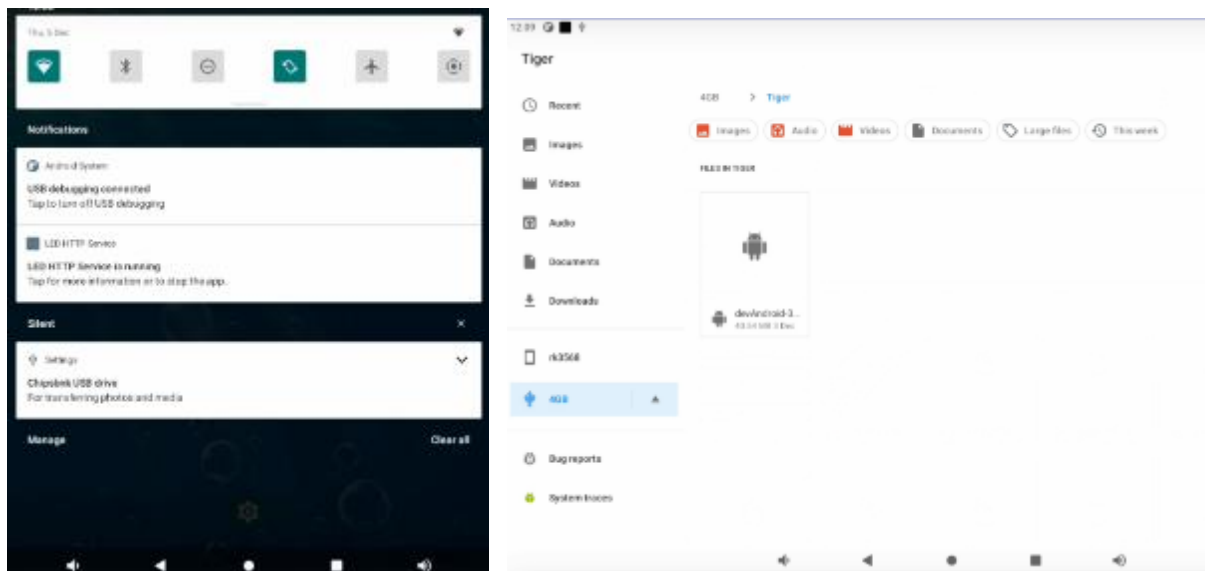 Thu, 5 Dec
Notifications
Android System
USB debugging connected
Tap to turn off USB debugging
LED HTTP Service
LED HTTP Service is running
Tap for more information or to stop the app.
Silent
Settings
Chipsbnk USB drive
For transferring photos and media
Manage
Clear all
12:09
Tiger
Recent
Images
Videos
Audio
Documents
Downloads
rk3568
4GB
Bug reports
System traces
4GB > Tiger
Images Audio Videos Documents Large files This week
FILES IN TIGER
devAndroid-3...